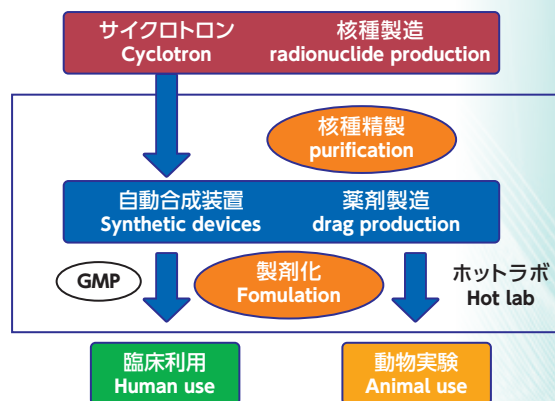 サイクロトロン 核種製造
Cyclotron radionuclide production
核種精製
purification
自動合成装置 薬剤製造
Synthetic devices drag production
GMP
製剤化
Fomulation
ホットラボ
Hot lab
臨床利用 動物実験
Human use Animal use